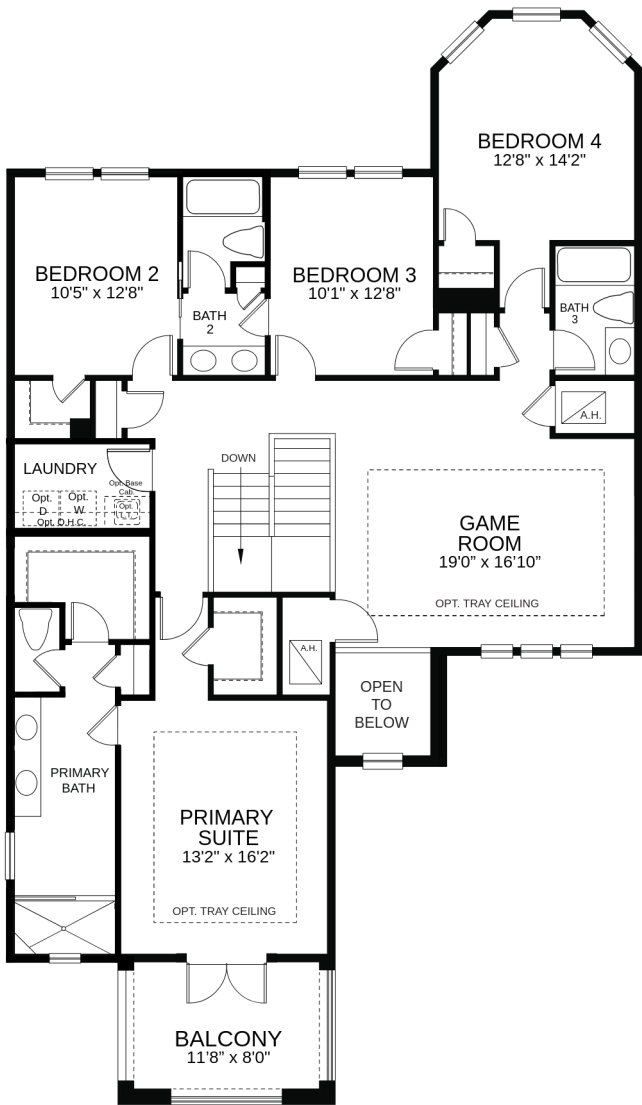 BEDROOM 4
12'8" x 14'2"
BEDROOM 2
10'5" x 12'8"
BEDROOM 3
10'1" x 12'8"
BATH
2
BATH
3
A.H.
LAUNDRY
Opt. Base
Cab.
Opt.
D
Opt.
W
Opt.
L.T.
Opt. O.H.C.
DOWN
GAME
ROOM
19'0” x 16’10”
OPT. TRAY CEILING
A.H.
OPEN
TO
BELOW
PRIMARY
BATH
PRIMARY
SUITE
13'2" x 16'2"
OPT. TRAY CEILING
BALCONY
11’8” x 8'0"